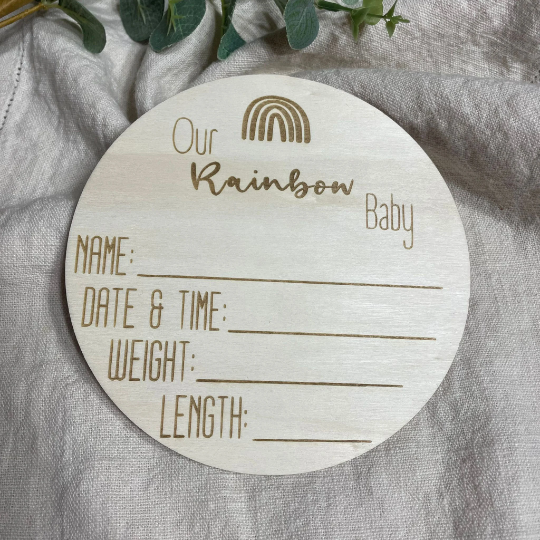 Our
Rainbow
Baby
NAME:
DATE & TIME:
WEIGHT:
LENGTH: